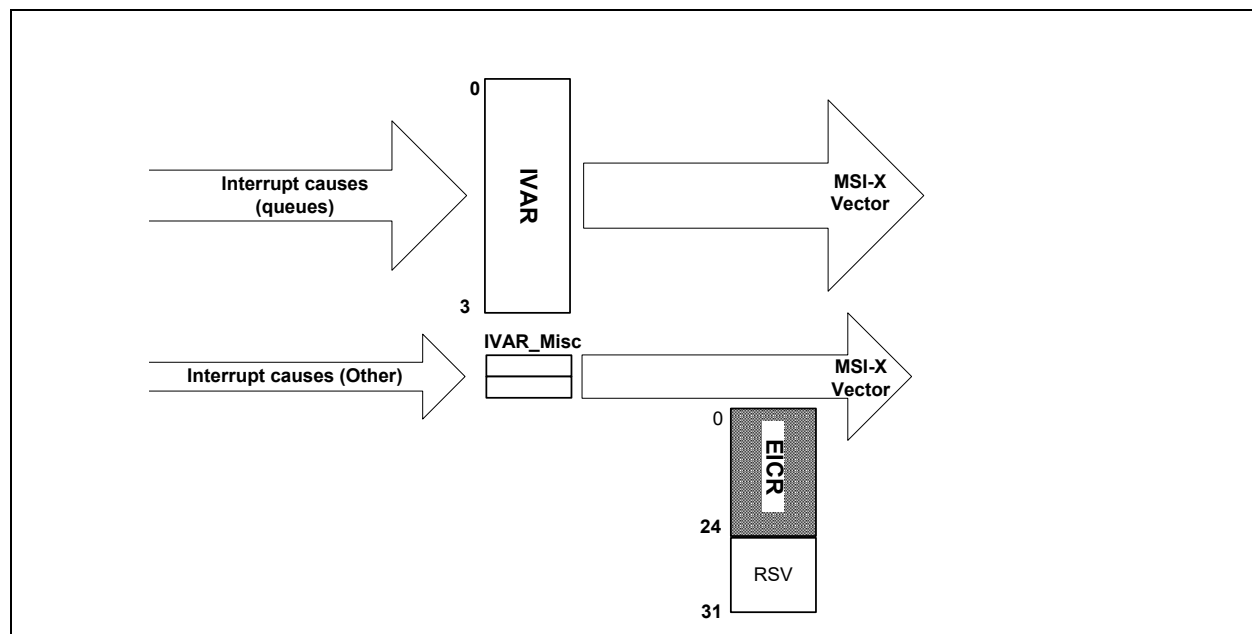 0
Interrupt causes
(queues)
IVAR
MSI-X
Vector
3
IVAR_Misc
Interrupt causes (Other)
MSI-X
Vector
0
EICR
24
RSV
31